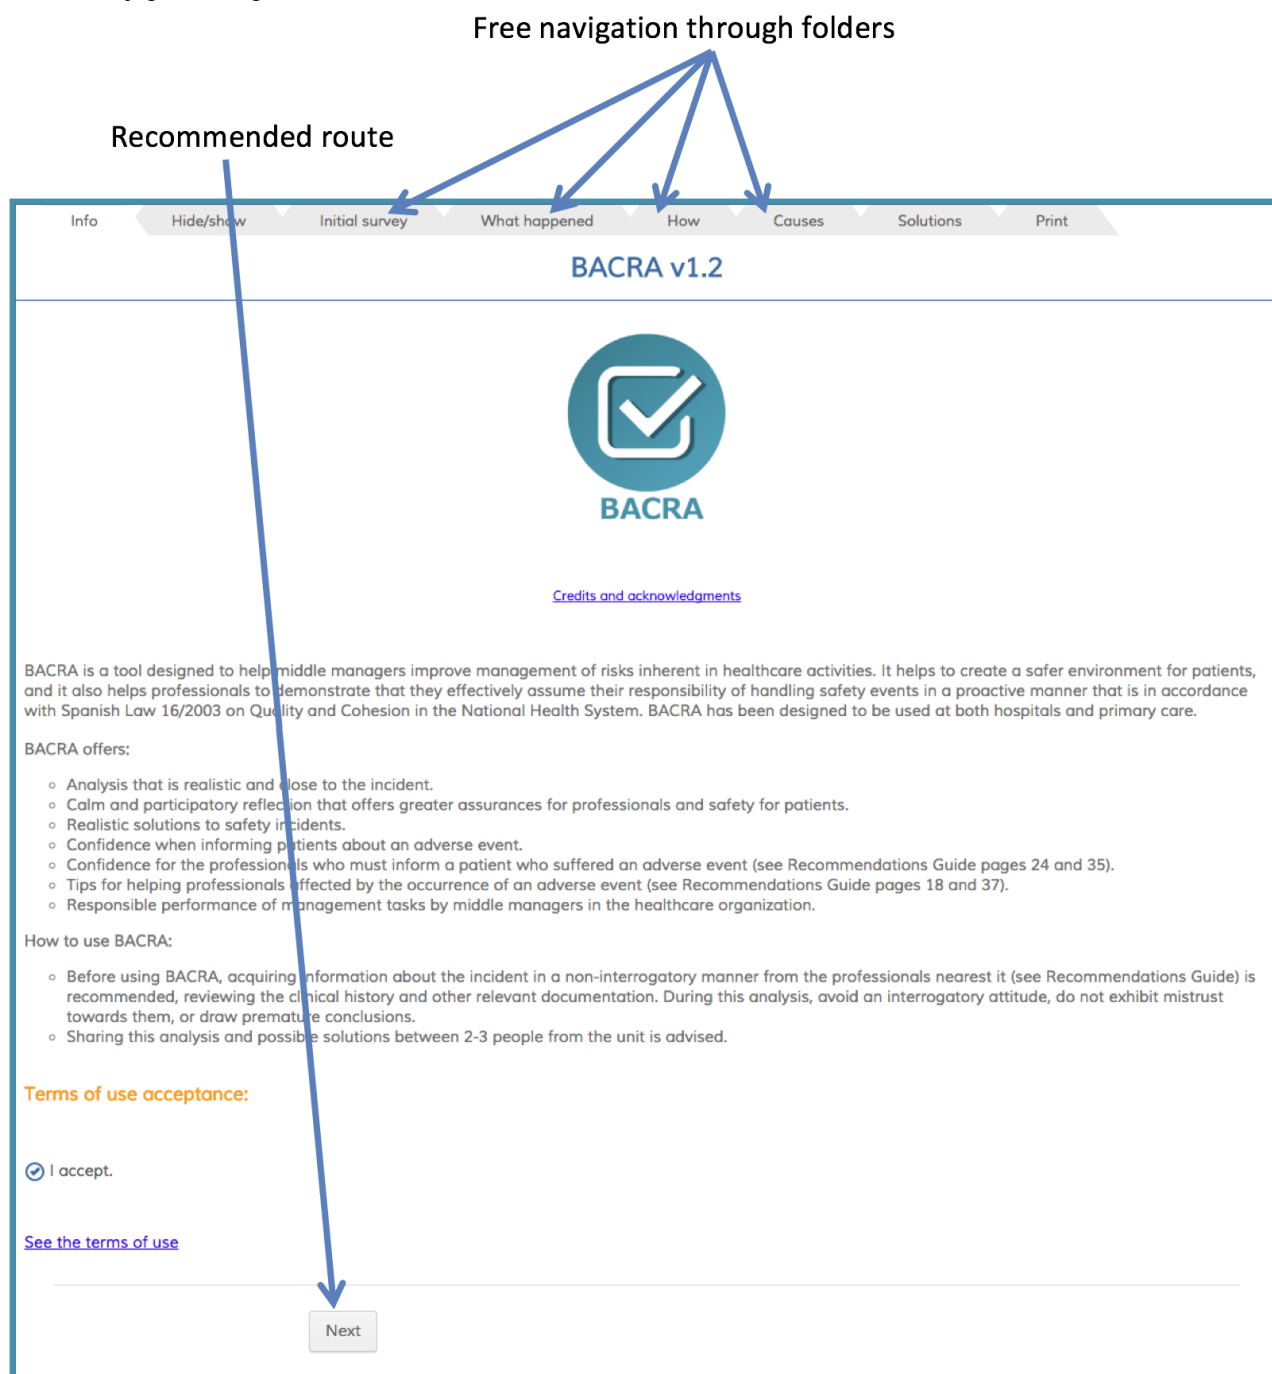 Free navigation through folders
Recommended route
Info Hide/show Initial survey What happened How Causes Solutions Print
BACRA v1.2
BACRA
Credits and acknowledgments
BACRA is a tool designed to help middle managers improve management of risks inherent in healthcare activities. It helps to create a safer environment for patients,
and it also helps professionals to demonstrate that they effectively assume their responsibility of handling safety events in a proactive manner that is in accordance
with Spanish Law 16/2003 on Quality and Cohesion in the National Health System. BACRA has been designed to be used at both hospitals and primary care.
BACRA offers:
Analysis that is realistic and close to the incident.
Calm and participatory reflection that offers greater assurances for professionals and safety for patients.
Realistic solutions to safety incidents.
Confidence when informing patients about an adverse event.
Confidence for the professionals who must inform a patient who suffered an adverse event (see Recommendations Guide pages 24 and 35).
Tips for helping professionals affected by the occurrence of an adverse event (see Recommendations Guide pages 18 and 37).
Responsible performance of management tasks by middle managers in the healthcare organization.
How to use BACRA:
Before using BACRA, acquiring information about the incident in a non-interrogatory manner from the professionals nearest it (see Recommendations Guide) is
recommended, reviewing the clinical history and other relevant documentation. During this analysis, avoid an interrogatory attitude, do not exhibit mistrust
towards them, or draw premature conclusions.
Sharing this analysis and possible solutions between 2-3 people from the unit is advised.
Terms of use acceptance:
I accept.
See the terms of use
Next